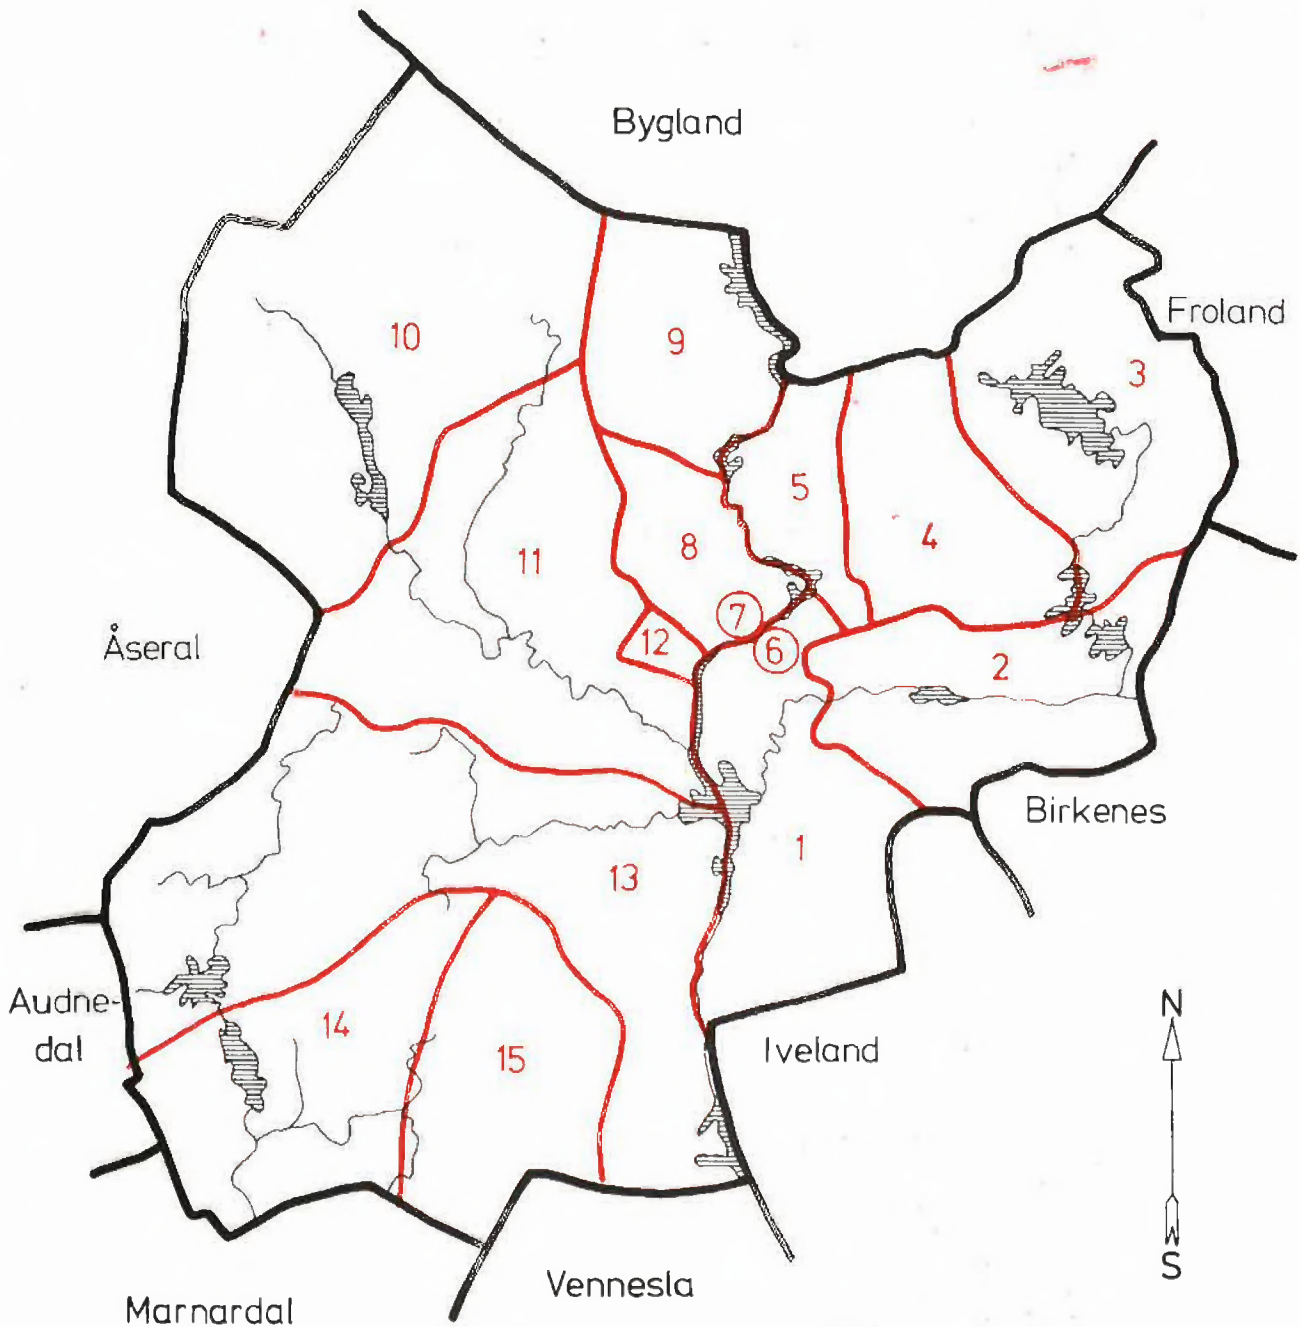 Bygland
Froland
10
9
3
5
4
11
8
7
6
12
Åseral
2
Birkenes
1
13
Audne-
dal
14
15
Iveland
N
S
Vennesla
Marnardal